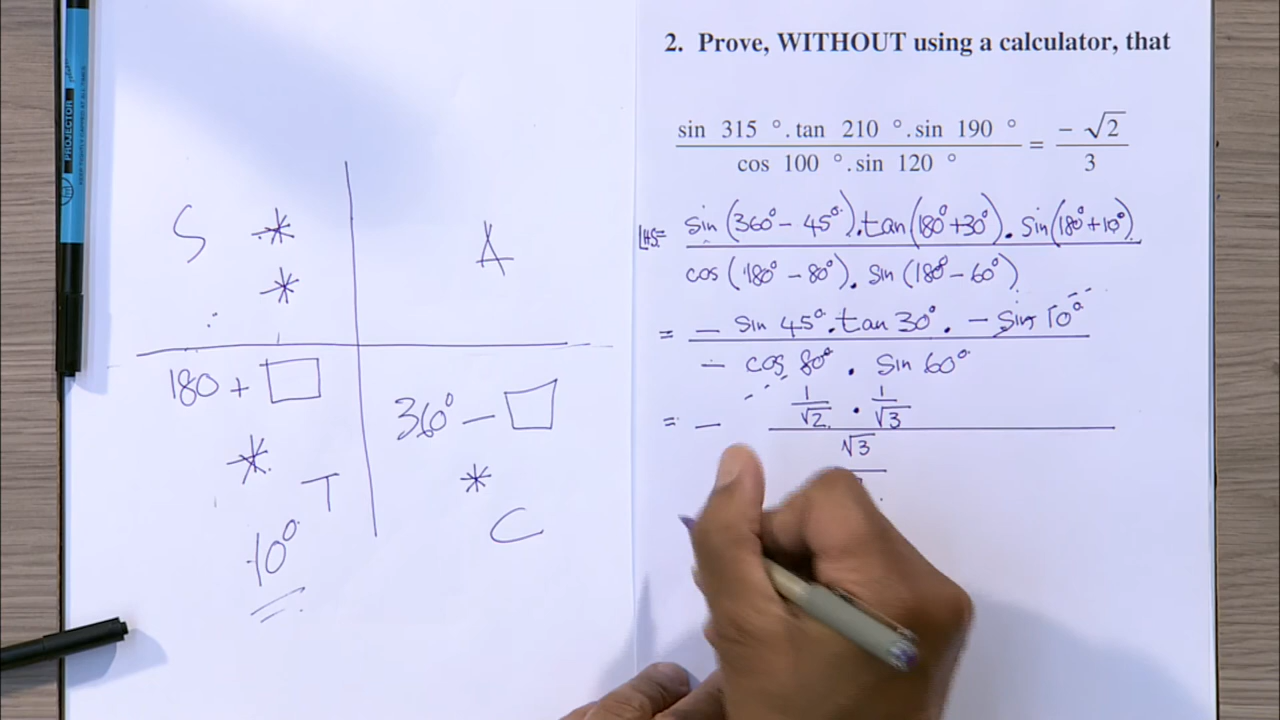 2. Prove, WITHOUT using a calculator, that
sin 315 °.tan 210 °.sin 190 ° / cos 100 °.sin 120 ° = -√2 / 3
LHS= sin(360°-45°).tan(180°+30°).sin(180°+10°)
cos(180°-80°).sin(180°-60°)
= - sin 45°.tan 30°. - sin 10°
- cos 80° . sin 60°
= - 1/√2 . 1/√3
√3
S * A
*
180 + □
360° - □
* *
T C
10°
PROJECTOR